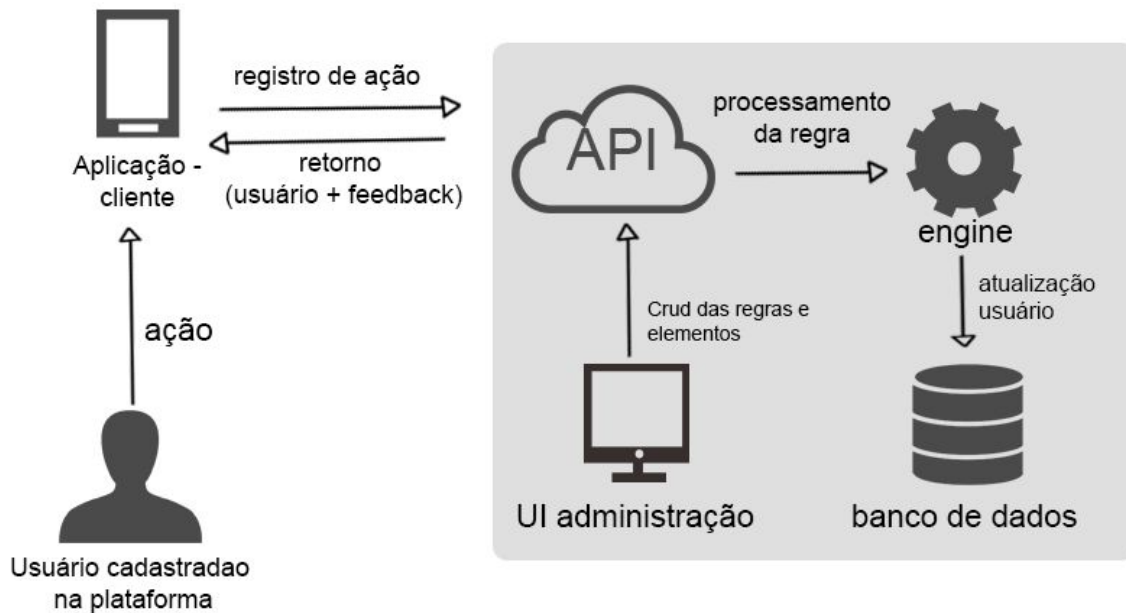 registro de ação
Aplicação -
cliente
retorno
(usuário + feedback)
ação
Usuário cadastradao
na plataforma
API
processamento
da regra
engine
Crud das regras e
elementos
atualização
usuário
UI administração
banco de dados